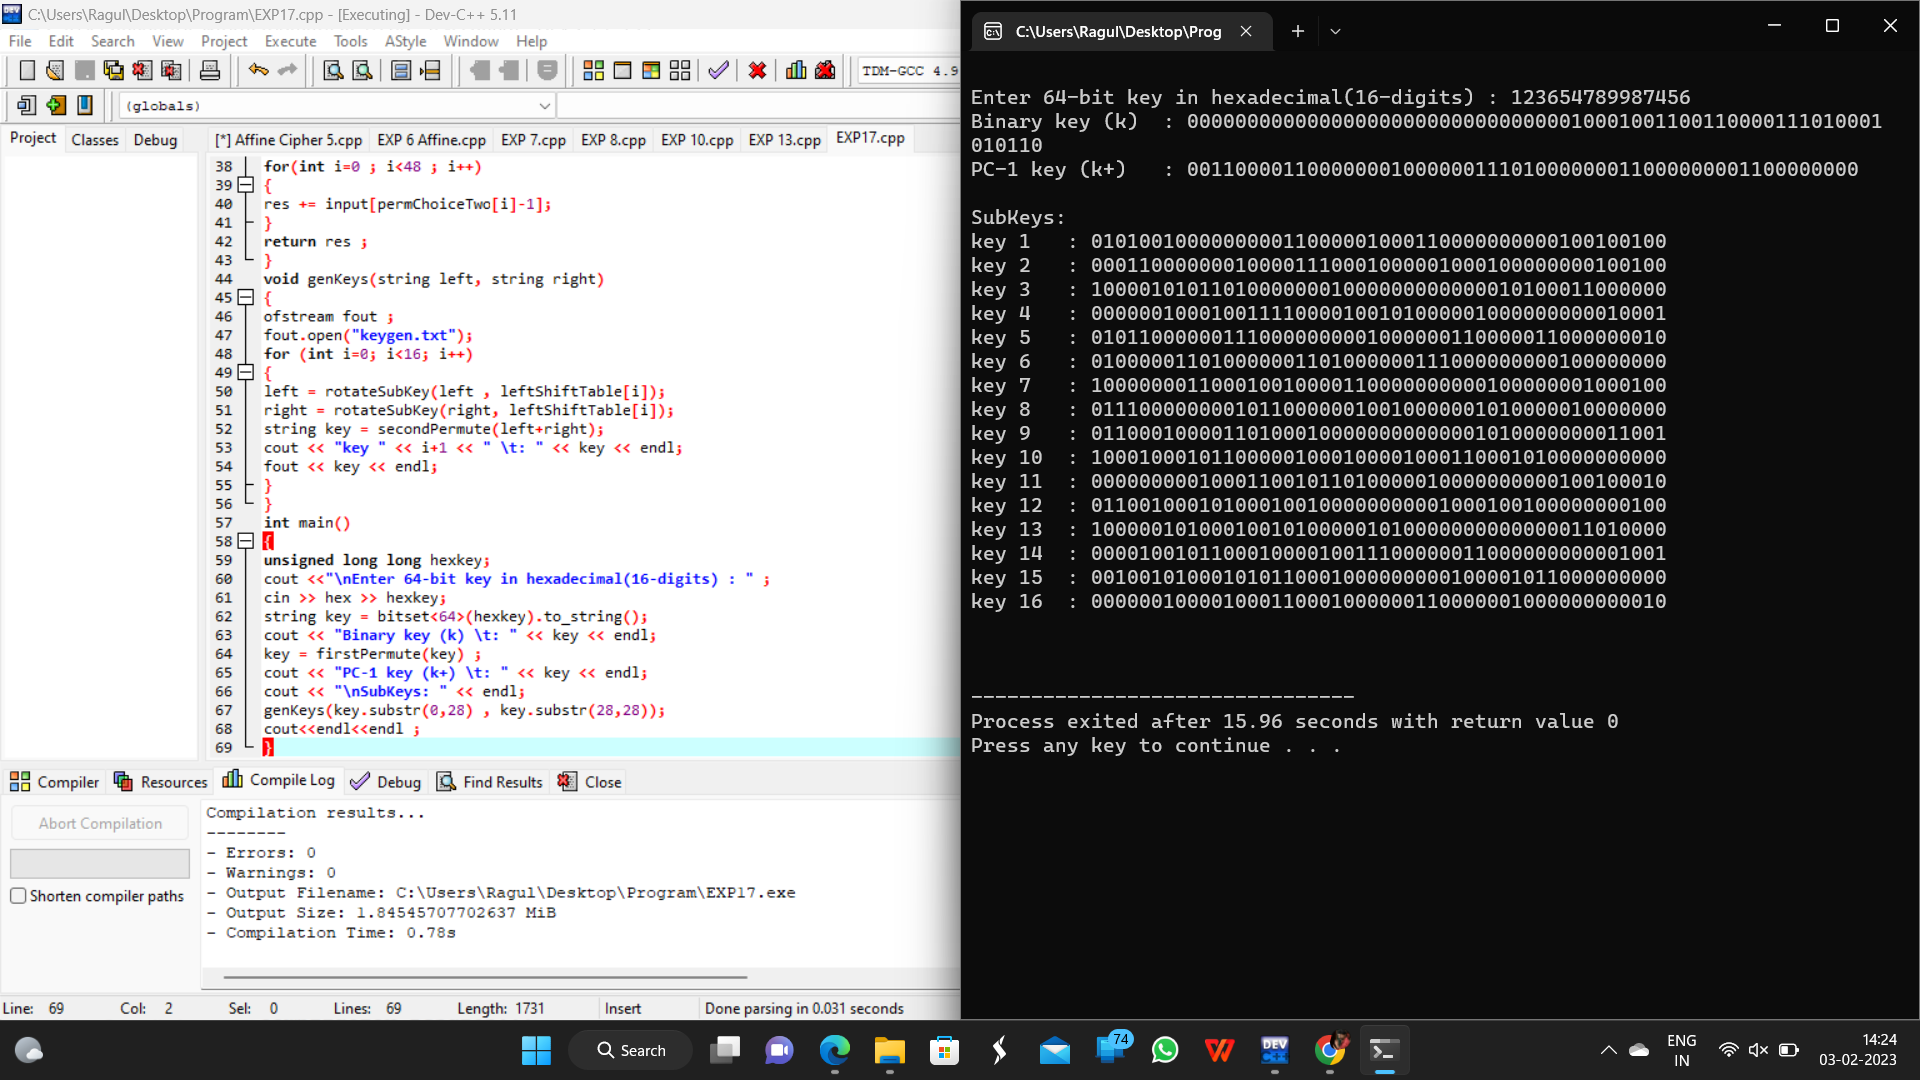 C:\Users\Ragul\Desktop\Program\EXP17.cpp - [Executing] - Dev-C++ 5.11
File Edit Search View Project Execute Tools AStyle Window Help
TDM-GCC 4.9
(globals)
Project Classes Debug
[*] Affine Cipher 5.cpp EXP 6 Affine.cpp EXP 7.cpp EXP 8.cpp EXP 10.cpp EXP 13.cpp EXP17.cpp
38 for(int i=0 ; i<48 ; i++)
39 {
40 res += input[permChoiceTwo[i]-1];
41 }
42 return res ;
43 }
44 void genKeys(string left, string right)
45 {
46 ofstream fout ;
47 fout.open("keygen.txt");
48 for (int i=0; i<16; i++)
49 {
50 left = rotateSubKey(left , leftShiftTable[i]);
51 right = rotateSubKey(right, leftShiftTable[i]);
52 string key = secondPermute(left+right);
53 cout << "key " << i+1 << " \t: " << key << endl;
54 fout << key << endl;
55 }
56 }
57 int main()
58 {
59 unsigned long long hexkey;
60 cout <<"\nEnter 64-bit key in hexadecimal(16-digits) : " ;
61 cin >> hex >> hexkey;
62 string key = bitset<64>(hexkey).to_string();
63 cout << "Binary key (k) \t: " << key << endl;
64 key = firstPermute(key) ;
65 cout << "PC-1 key (k+) \t: " << key << endl;
66 cout << "\nSubKeys: " << endl;
67 genKeys(key.substr(0,28) , key.substr(28,28));
68 cout<<endl<<endl ;
69 }
Compiler Resources Compile Log Debug Find Results Close
Abort Compilation
Shorten compiler paths
Compilation results...
--------
- Errors: 0
- Warnings: 0
- Output Filename: C:\Users\Ragul\Desktop\Program\EXP17.exe
- Output Size: 1.84545707702637 MiB
- Compilation Time: 0.78s
Line: 69 Col: 2 Sel: 0 Lines: 69 Length: 1731 Insert Done parsing in 0.031 seconds
C:\Users\Ragul\Desktop\Prog
Enter 64-bit key in hexadecimal(16-digits) : 123654789987456
Binary key (k) : 0000000000000000000000000000000010001001100110000111010001
010110
PC-1 key (k+) : 00110000110000000100000011101000000011000000001100000000
SubKeys:
key 1 : 010100100000000011000001000110000000000100100100
key 2 : 000110000000100001110001000001000100000000100100
key 3 : 100001010110100000001000000000000010100011000000
key 4 : 000000100010011110000100101000001000000000010001
key 5 : 010110000001110000000010000001100000110000000010
key 6 : 010000011010000001101000000111000000000100000000
key 7 : 100000001100010010000110000000000100000001000100
key 8 : 011100000000101100000010010000001010000010000000
key 9 : 011000100001101000100000000000001010000000011001
key 10 : 100010001011000001000100001000110001010000000000
key 11 : 000000000100011001011010000010000000000100100010
key 12 : 011001000101000100100000000001000100100000000100
key 13 : 100000101000100101000001010000000000000011010000
key 14 : 000010010110001000010011100000011000000000001001
key 15 : 001001010001010110001000000000100001011000000000
key 16 : 000000100001000110001000000110000001000000000010
--------------------------------
Process exited after 15.96 seconds with return value 0
Press any key to continue . . .
Search
74
ENG
IN
14:24
03-02-2023